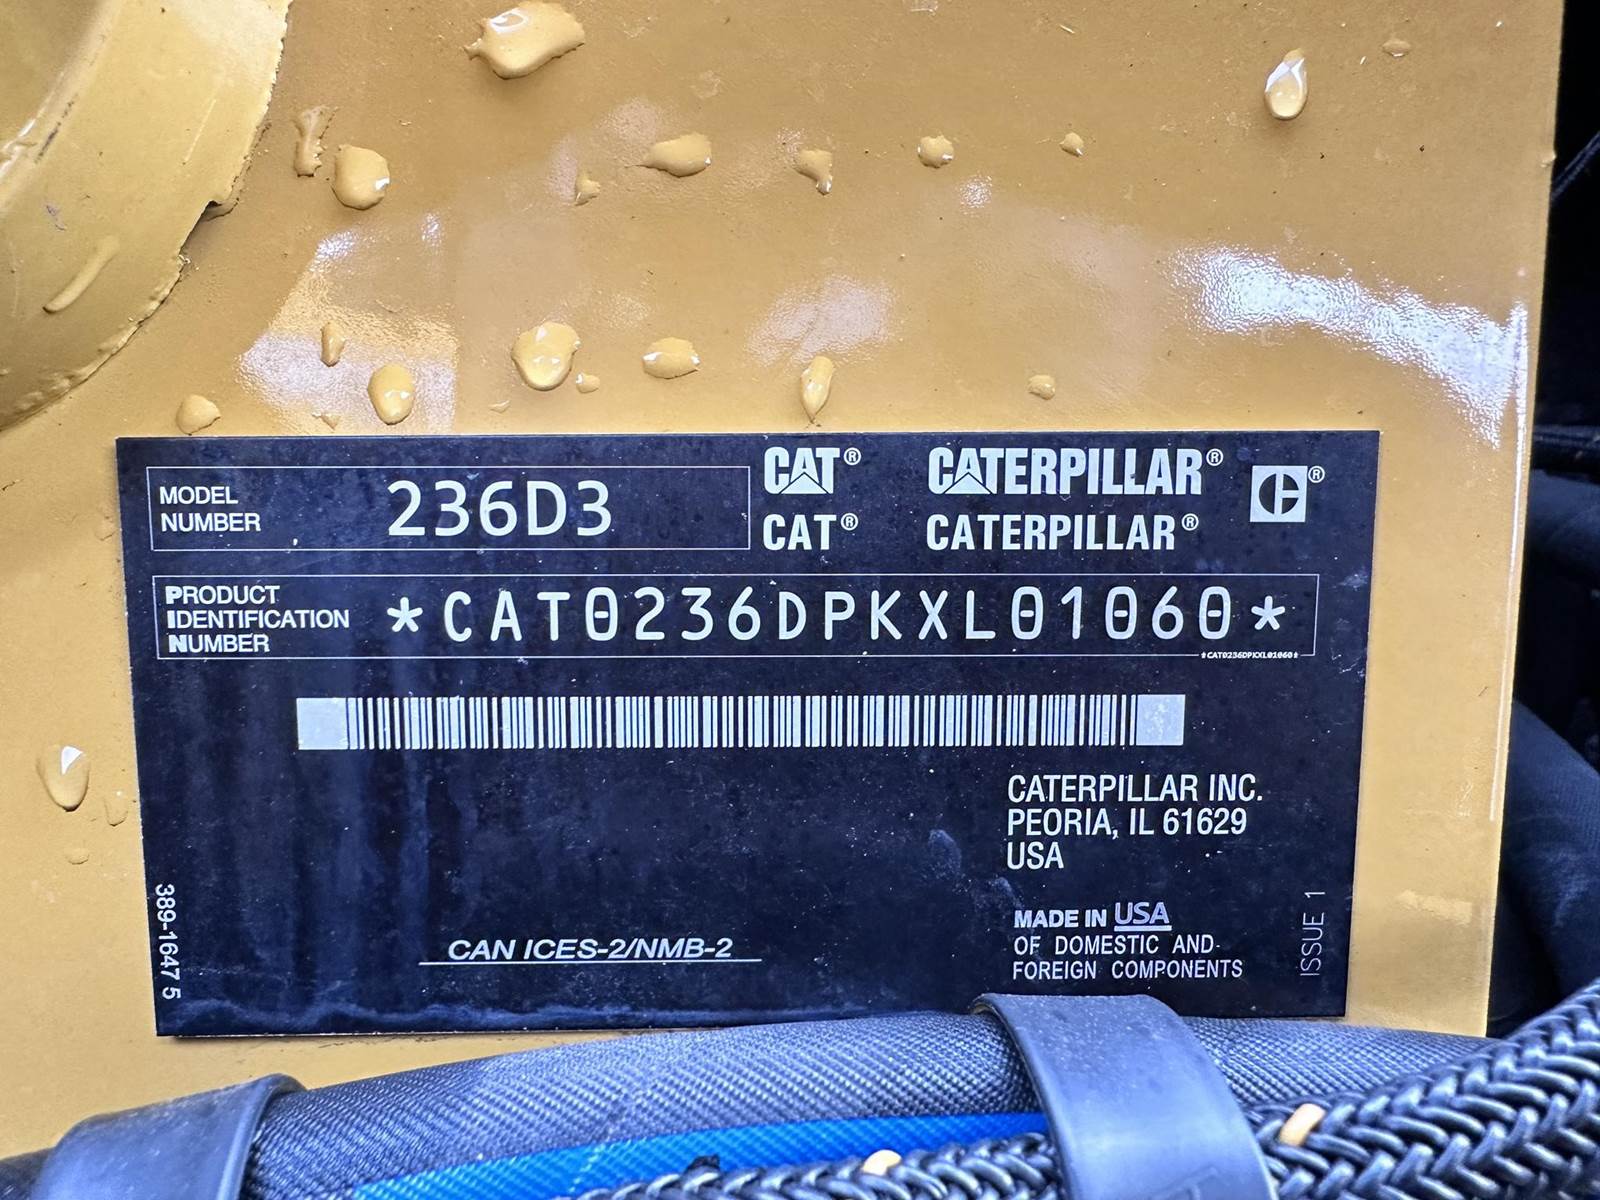 MODEL
NUMBER
236D3
CAT® CATERPILLAR® ®
CAT® CATERPILLAR®
PRODUCT
IDENTIFICATION
NUMBER
*CAT0236DPKXL01060*
*CAT0236DPKXL01060*
CATERPILLAR INC.
PEORIA, IL 61629
USA
MADE IN USA
OF DOMESTIC AND
FOREIGN COMPONENTS
CAN ICES-2/NMB-2
389-1647 5
ISSUE 1